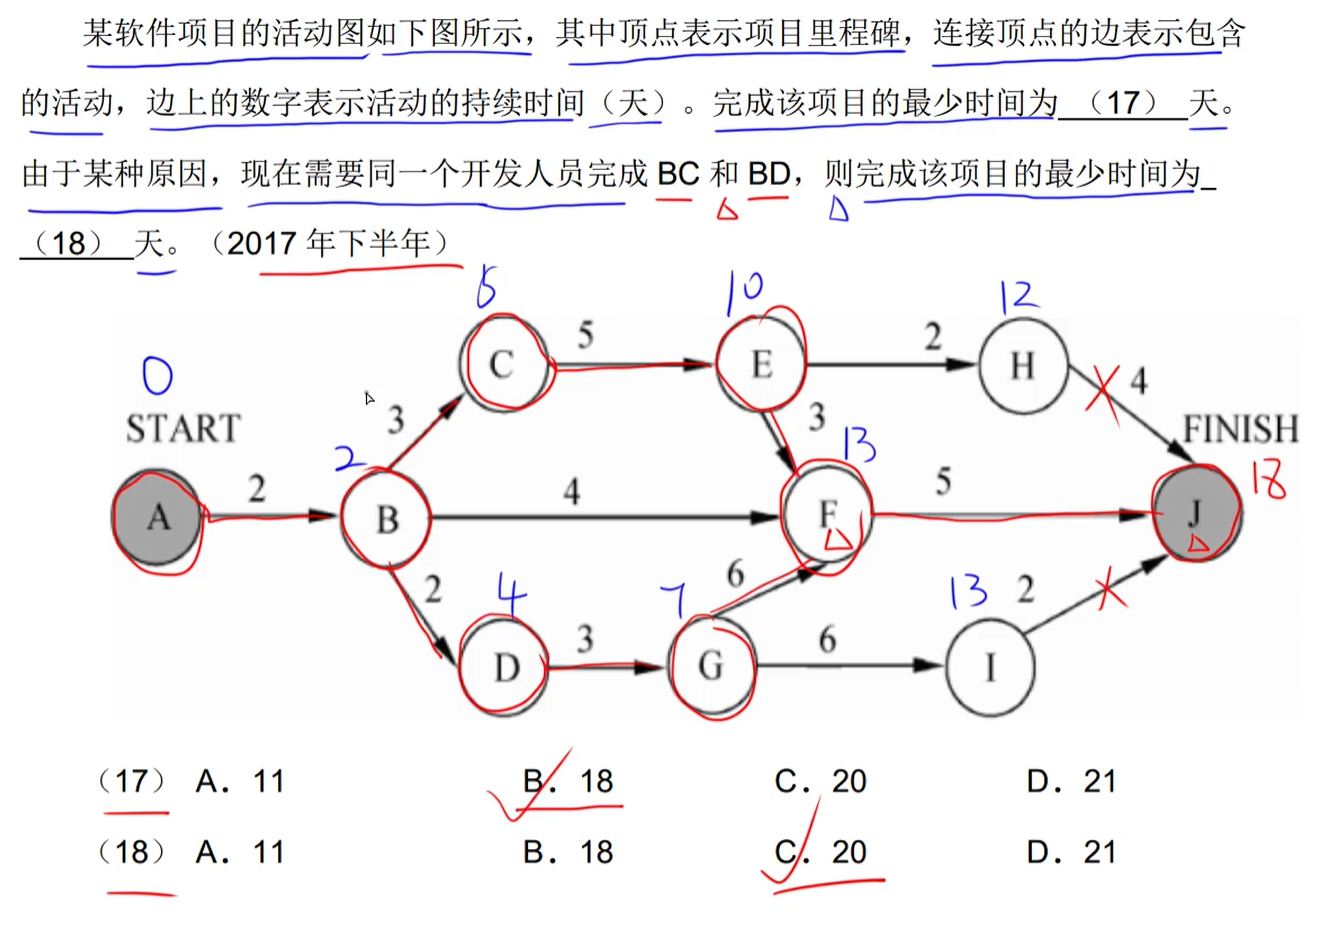 某软件项目的活动图如下图所示，其中顶点表示项目里程碑，连接顶点的边表示包含
的活动，边上的数字表示活动的持续时间（天）。完成该项目的最少时间为 （17） 天。
由于某种原因，现在需要同一个开发人员完成 BC 和 BD，则完成该项目的最少时间为
（18） 天。（2017 年下半年）
5 10 12
0 C 5 E 2 H 4
START 3 3 FINISH
2 13 18
A 2 B 4 F 5 J
2 4 7 6 13 2
D 3 G 6 I
（17） A. 11 B. 18 C. 20 D. 21
（18） A. 11 B. 18 C. 20 D. 21